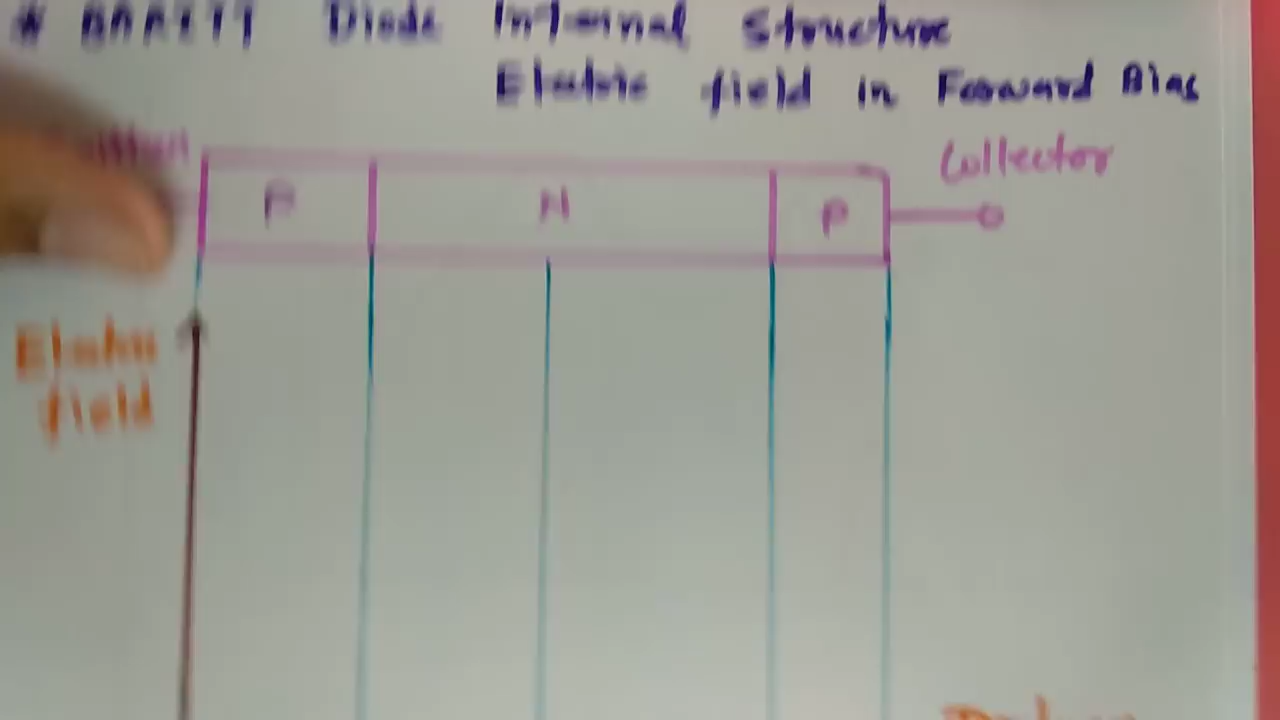 # BARITT Diode Internal Structure
Electric field in Forward Bias
Collector
P N P
Electric
field